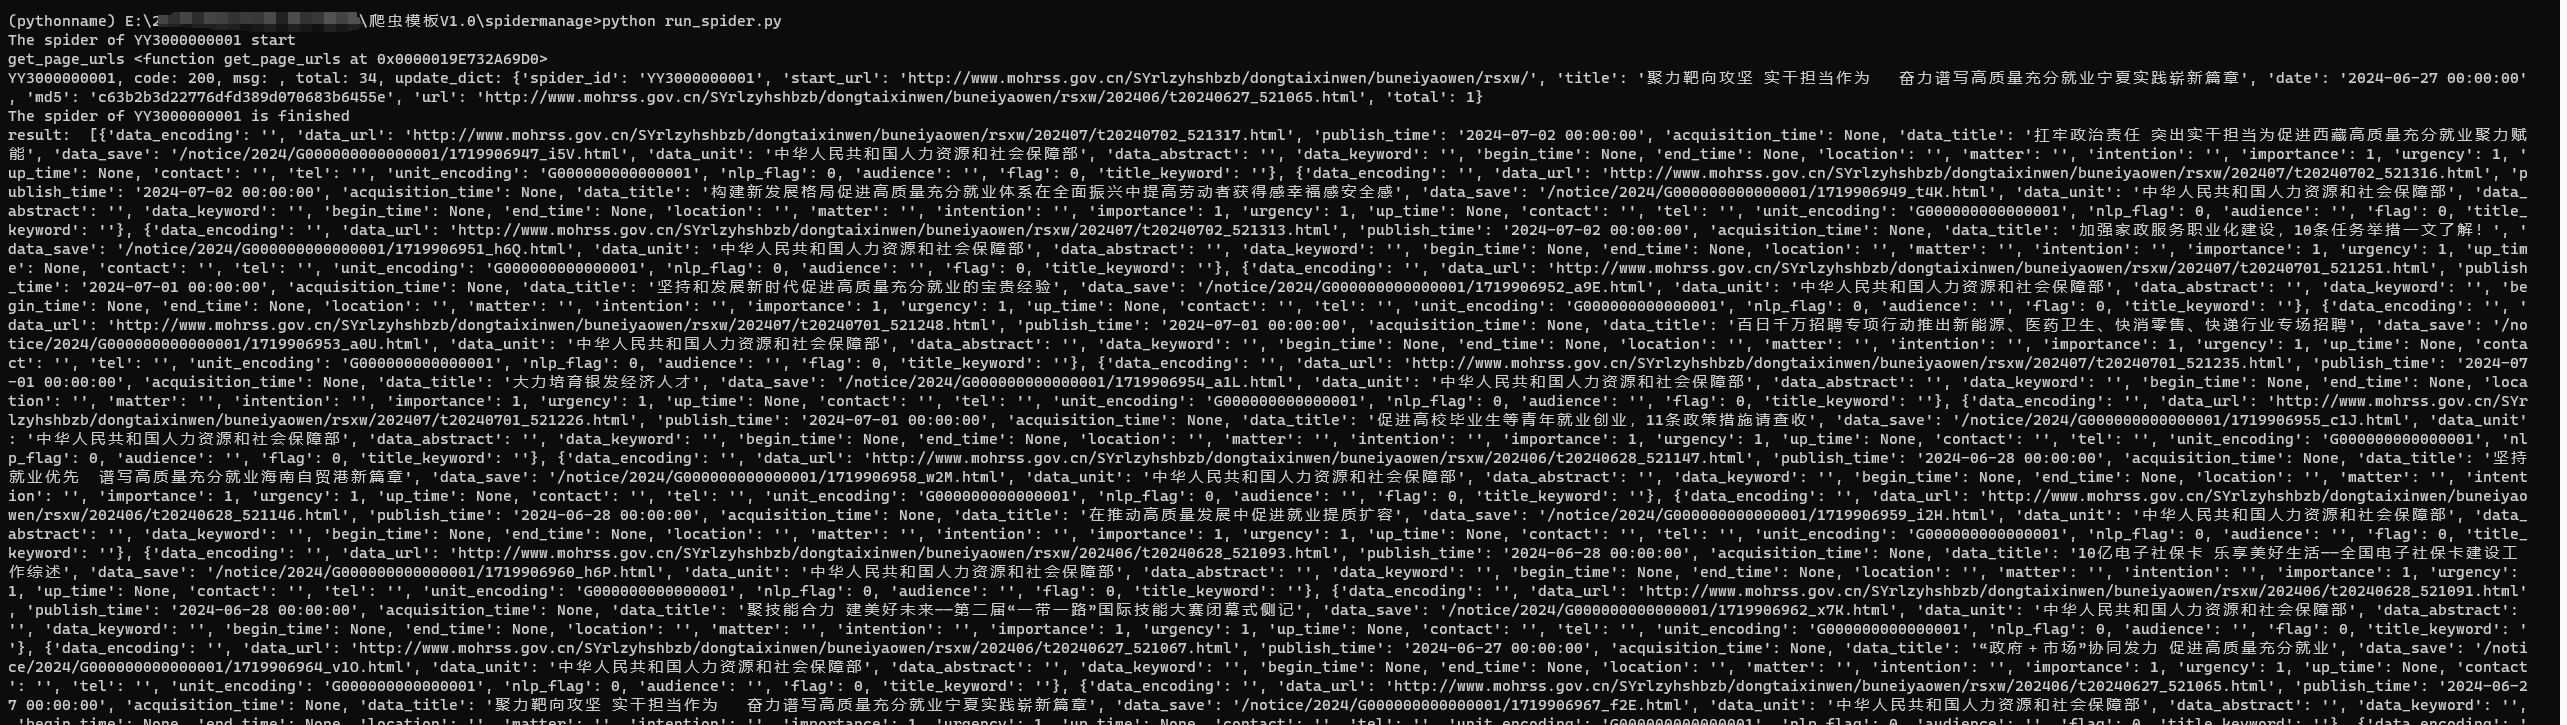 (pythonname) E:\2 \爬虫模板V1.0\spidermanage>python run_spider.py
The spider of YY3000000001 start
get_page_urls <function get_page_urls at 0x0000019E732A69D0>
YY3000000001, code: 200, msg: , total: 34, update_dict: {'spider_id': 'YY3000000001', 'start_url': 'http://www.mohrss.gov.cn/SYrlzyhshbzb/dongtaixinwen/buneiyaowen/rsxw/', 'title': '聚力靶向攻坚 实干担当作为   奋力谱写高质量充分就业宁夏实践崭新篇章', 'date': '2024-06-27 00:00:00'
, 'md5': 'c63b2b3d22776dfd389d070683b6455e', 'url': 'http://www.mohrss.gov.cn/SYrlzyhshbzb/dongtaixinwen/buneiyaowen/rsxw/202406/t20240627_521065.html', 'total': 1}
The spider of YY3000000001 is finished
result:  [{'data_encoding': '', 'data_url': 'http://www.mohrss.gov.cn/SYrlzyhshbzb/dongtaixinwen/buneiyaowen/rsxw/202407/t20240702_521317.html', 'publish_time': '2024-07-02 00:00:00', 'acquisition_time': None, 'data_title': '扛牢政治责任 突出实干担当为促进西藏高质量充分就业聚力赋
能', 'data_save': '/notice/2024/G000000000000001/1719906947_i5V.html', 'data_unit': '中华人民共和国人力资源和社会保障部', 'data_abstract': '', 'data_keyword': '', 'begin_time': None, 'end_time': None, 'location': '', 'matter': '', 'intention': '', 'importance': 1, 'urgency': 1, '
up_time': None, 'contact': '', 'tel': '', 'unit_encoding': 'G000000000000001', 'nlp_flag': 0, 'audience': '', 'flag': 0, 'title_keyword': ''}, {'data_encoding': '', 'data_url': 'http://www.mohrss.gov.cn/SYrlzyhshbzb/dongtaixinwen/buneiyaowen/rsxw/202407/t20240702_521316.html', 'p
ublish_time': '2024-07-02 00:00:00', 'acquisition_time': None, 'data_title': '构建新发展格局促进高质量充分就业体系在全面振兴中提高劳动者获得感幸福感安全感', 'data_save': '/notice/2024/G000000000000001/1719906949_t4K.html', 'data_unit': '中华人民共和国人力资源和社会保障部', 'data_
abstract': '', 'data_keyword': '', 'begin_time': None, 'end_time': None, 'location': '', 'matter': '', 'intention': '', 'importance': 1, 'urgency': 1, 'up_time': None, 'contact': '', 'tel': '', 'unit_encoding': 'G000000000000001', 'nlp_flag': 0, 'audience': '', 'flag': 0, 'title_
keyword': ''}, {'data_encoding': '', 'data_url': 'http://www.mohrss.gov.cn/SYrlzyhshbzb/dongtaixinwen/buneiyaowen/rsxw/202407/t20240702_521313.html', 'publish_time': '2024-07-02 00:00:00', 'acquisition_time': None, 'data_title': '加强家政服务职业化建设，10条任务举措一文了解！', '
data_save': '/notice/2024/G000000000000001/1719906951_h6Q.html', 'data_unit': '中华人民共和国人力资源和社会保障部', 'data_abstract': '', 'data_keyword': '', 'begin_time': None, 'end_time': None, 'location': '', 'matter': '', 'intention': '', 'importance': 1, 'urgency': 1, 'up_tim
e': None, 'contact': '', 'tel': '', 'unit_encoding': 'G000000000000001', 'nlp_flag': 0, 'audience': '', 'flag': 0, 'title_keyword': ''}, {'data_encoding': '', 'data_url': 'http://www.mohrss.gov.cn/SYrlzyhshbzb/dongtaixinwen/buneiyaowen/rsxw/202407/t20240701_521251.html', 'publish
_time': '2024-07-01 00:00:00', 'acquisition_time': None, 'data_title': '坚持和发展新时代促进高质量充分就业的宝贵经验', 'data_save': '/notice/2024/G000000000000001/1719906952_a9E.html', 'data_unit': '中华人民共和国人力资源和社会保障部', 'data_abstract': '', 'data_keyword': '', 'be
gin_time': None, 'end_time': None, 'location': '', 'matter': '', 'intention': '', 'importance': 1, 'urgency': 1, 'up_time': None, 'contact': '', 'tel': '', 'unit_encoding': 'G000000000000001', 'nlp_flag': 0, 'audience': '', 'flag': 0, 'title_keyword': ''}, {'data_encoding': '', '
data_url': 'http://www.mohrss.gov.cn/SYrlzyhshbzb/dongtaixinwen/buneiyaowen/rsxw/202407/t20240701_521248.html', 'publish_time': '2024-07-01 00:00:00', 'acquisition_time': None, 'data_title': '百日千万招聘专项行动推出新能源、医药卫生、快消零售、快递行业专场招聘', 'data_save': '/no
tice/2024/G000000000000001/1719906953_a0U.html', 'data_unit': '中华人民共和国人力资源和社会保障部', 'data_abstract': '', 'data_keyword': '', 'begin_time': None, 'end_time': None, 'location': '', 'matter': '', 'intention': '', 'importance': 1, 'urgency': 1, 'up_time': None, 'conta
ct': '', 'tel': '', 'unit_encoding': 'G000000000000001', 'nlp_flag': 0, 'audience': '', 'flag': 0, 'title_keyword': ''}, {'data_encoding': '', 'data_url': 'http://www.mohrss.gov.cn/SYrlzyhshbzb/dongtaixinwen/buneiyaowen/rsxw/202407/t20240701_521235.html', 'publish_time': '2024-07
-01 00:00:00', 'acquisition_time': None, 'data_title': '大力培育银发经济人才', 'data_save': '/notice/2024/G000000000000001/1719906954_a1L.html', 'data_unit': '中华人民共和国人力资源和社会保障部', 'data_abstract': '', 'data_keyword': '', 'begin_time': None, 'end_time': None, 'loca
tion': '', 'matter': '', 'intention': '', 'importance': 1, 'urgency': 1, 'up_time': None, 'contact': '', 'tel': '', 'unit_encoding': 'G000000000000001', 'nlp_flag': 0, 'audience': '', 'flag': 0, 'title_keyword': ''}, {'data_encoding': '', 'data_url': 'http://www.mohrss.gov.cn/SYr
lzyhshbzb/dongtaixinwen/buneiyaowen/rsxw/202407/t20240701_521226.html', 'publish_time': '2024-07-01 00:00:00', 'acquisition_time': None, 'data_title': '促进高校毕业生等青年就业创业，11条政策措施请查收', 'data_save': '/notice/2024/G000000000000001/1719906955_c1J.html', 'data_unit'
: '中华人民共和国人力资源和社会保障部', 'data_abstract': '', 'data_keyword': '', 'begin_time': None, 'end_time': None, 'location': '', 'matter': '', 'intention': '', 'importance': 1, 'urgency': 1, 'up_time': None, 'contact': '', 'tel': '', 'unit_encoding': 'G000000000000001', 'nl
p_flag': 0, 'audience': '', 'flag': 0, 'title_keyword': ''}, {'data_encoding': '', 'data_url': 'http://www.mohrss.gov.cn/SYrlzyhshbzb/dongtaixinwen/buneiyaowen/rsxw/202406/t20240628_521147.html', 'publish_time': '2024-06-28 00:00:00', 'acquisition_time': None, 'data_title': '坚持
就业优先  谱写高质量充分就业海南自贸港新篇章', 'data_save': '/notice/2024/G000000000000001/1719906958_w2M.html', 'data_unit': '中华人民共和国人力资源和社会保障部', 'data_abstract': '', 'data_keyword': '', 'begin_time': None, 'end_time': None, 'location': '', 'matter': '', 'intent
ion': '', 'importance': 1, 'urgency': 1, 'up_time': None, 'contact': '', 'tel': '', 'unit_encoding': 'G000000000000001', 'nlp_flag': 0, 'audience': '', 'flag': 0, 'title_keyword': ''}, {'data_encoding': '', 'data_url': 'http://www.mohrss.gov.cn/SYrlzyhshbzb/dongtaixinwen/buneiyao
wen/rsxw/202406/t20240628_521146.html', 'publish_time': '2024-06-28 00:00:00', 'acquisition_time': None, 'data_title': '在推动高质量发展中促进就业提质扩容', 'data_save': '/notice/2024/G000000000000001/1719906959_i2H.html', 'data_unit': '中华人民共和国人力资源和社会保障部', 'data_
abstract': '', 'data_keyword': '', 'begin_time': None, 'end_time': None, 'location': '', 'matter': '', 'intention': '', 'importance': 1, 'urgency': 1, 'up_time': None, 'contact': '', 'tel': '', 'unit_encoding': 'G000000000000001', 'nlp_flag': 0, 'audience': '', 'flag': 0, 'title_
keyword': ''}, {'data_encoding': '', 'data_url': 'http://www.mohrss.gov.cn/SYrlzyhshbzb/dongtaixinwen/buneiyaowen/rsxw/202406/t20240628_521093.html', 'publish_time': '2024-06-28 00:00:00', 'acquisition_time': None, 'data_title': '10亿电子社保卡 乐享美好生活——全国电子社保卡建设工
作综述', 'data_save': '/notice/2024/G000000000000001/1719906960_h6P.html', 'data_unit': '中华人民共和国人力资源和社会保障部', 'data_abstract': '', 'data_keyword': '', 'begin_time': None, 'end_time': None, 'location': '', 'matter': '', 'intention': '', 'importance': 1, 'urgency':
1, 'up_time': None, 'contact': '', 'tel': '', 'unit_encoding': 'G000000000000001', 'nlp_flag': 0, 'audience': '', 'flag': 0, 'title_keyword': ''}, {'data_encoding': '', 'data_url': 'http://www.mohrss.gov.cn/SYrlzyhshbzb/dongtaixinwen/buneiyaowen/rsxw/202406/t20240628_521091.html'
, 'publish_time': '2024-06-28 00:00:00', 'acquisition_time': None, 'data_title': '聚技能合力 建美好未来——第二届“一带一路”国际技能大赛闭幕式侧记', 'data_save': '/notice/2024/G000000000000001/1719906962_x7K.html', 'data_unit': '中华人民共和国人力资源和社会保障部', 'data_abstract':
'', 'data_keyword': '', 'begin_time': None, 'end_time': None, 'location': '', 'matter': '', 'intention': '', 'importance': 1, 'urgency': 1, 'up_time': None, 'contact': '', 'tel': '', 'unit_encoding': 'G000000000000001', 'nlp_flag': 0, 'audience': '', 'flag': 0, 'title_keyword': '
'}, {'data_encoding': '', 'data_url': 'http://www.mohrss.gov.cn/SYrlzyhshbzb/dongtaixinwen/buneiyaowen/rsxw/202406/t20240627_521067.html', 'publish_time': '2024-06-27 00:00:00', 'acquisition_time': None, 'data_title': '“政府＋市场”协同发力 促进高质量充分就业', 'data_save': '/noti
ce/2024/G000000000000001/1719906964_v1O.html', 'data_unit': '中华人民共和国人力资源和社会保障部', 'data_abstract': '', 'data_keyword': '', 'begin_time': None, 'end_time': None, 'location': '', 'matter': '', 'intention': '', 'importance': 1, 'urgency': 1, 'up_time': None, 'contact
': '', 'tel': '', 'unit_encoding': 'G000000000000001', 'nlp_flag': 0, 'audience': '', 'flag': 0, 'title_keyword': ''}, {'data_encoding': '', 'data_url': 'http://www.mohrss.gov.cn/SYrlzyhshbzb/dongtaixinwen/buneiyaowen/rsxw/202406/t20240627_521065.html', 'publish_time': '2024-06-2
7 00:00:00', 'acquisition_time': None, 'data_title': '聚力靶向攻坚 实干担当作为   奋力谱写高质量充分就业宁夏实践崭新篇章', 'data_save': '/notice/2024/G000000000000001/1719906967_f2E.html', 'data_unit': '中华人民共和国人力资源和社会保障部', 'data_abstract': '', 'data_keyword': '',
'begin_time': None, 'end_time': None, 'location': '', 'matter': '', 'intention': '', 'importance': 1, 'urgency': 1, 'up_time': None, 'contact': '', 'tel': '', 'unit_encoding': 'G000000000000001', 'nlp_flag': 0, 'audience': '', 'flag': 0, 'title_keyword': ''}, {'data_encoding': '',